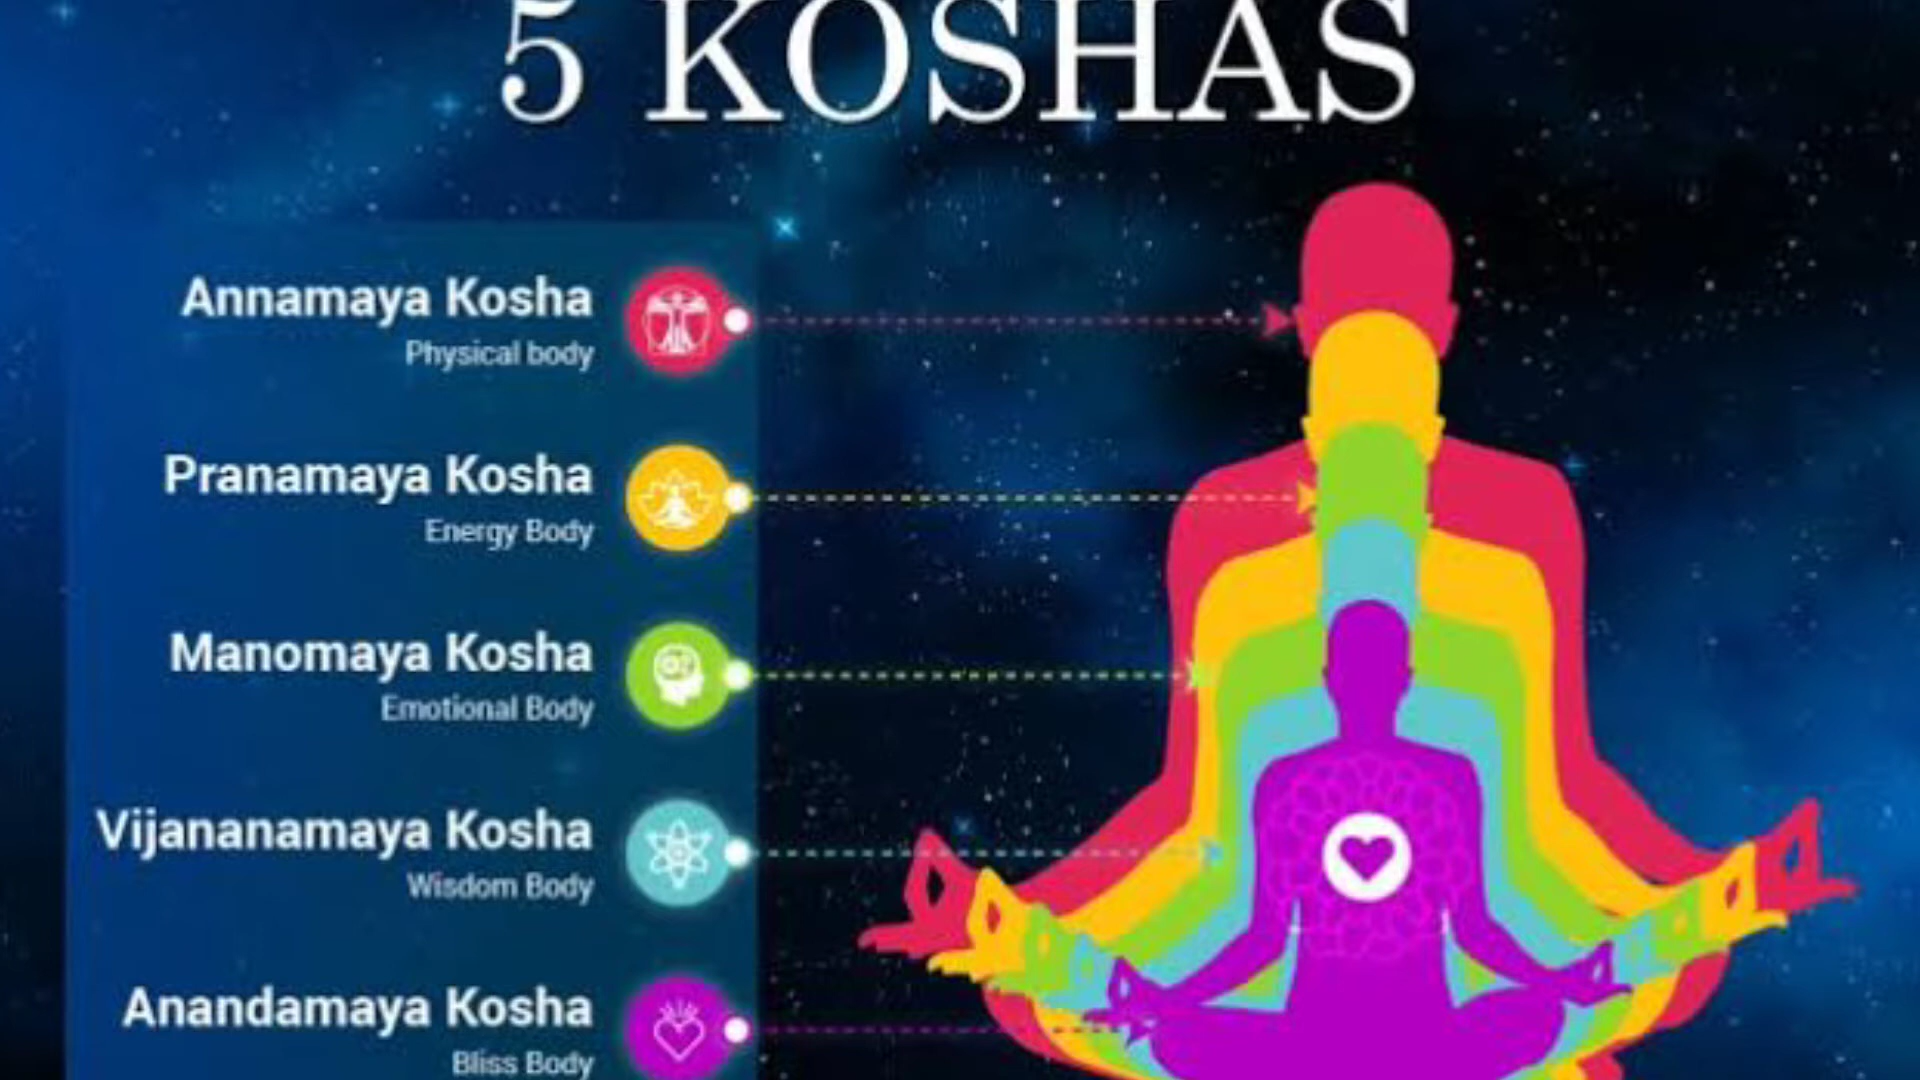 5 KOSHAS
Annamaya Kosha
Physical body
Pranamaya Kosha
Energy Body
Manomaya Kosha
Emotional Body
Vijananamaya Kosha
Wisdom Body
Anandamaya Kosha
Bliss Body